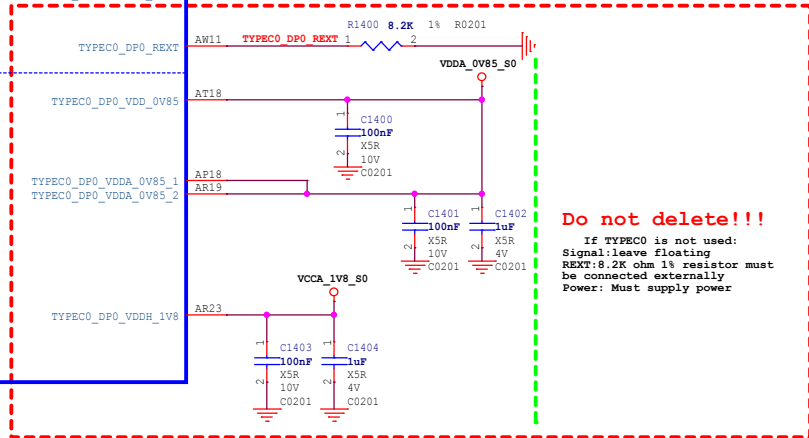 R1400 8.2K 1% R0201
TYPEC0_DP0_REXT AW11 TYPEC0_DP0_REXT 1 2
VDDA_0V85_S0
TYPEC0_DP0_VDD_0V85 AT18
1
C1400
100nF
X5R
2 10V
C0201
TYPEC0_DP0_VDDA_0V85_1 AP18
TYPEC0_DP0_VDDA_0V85_2 AR19
1 C1401 1 C1402
100nF 1uF
X5R X5R
2 10V 2 4V
C0201 C0201
Do not delete!!!
If TYPEC0 is not used:
Signal:leave floating
REXT:8.2K ohm 1% resistor must
be connected externally
Power: Must supply power
VCCA_1V8_S0
TYPEC0_DP0_VDDH_1V8 AR23
1 C1403 1 C1404
100nF 1uF
X5R X5R
2 10V 2 4V
C0201 C0201